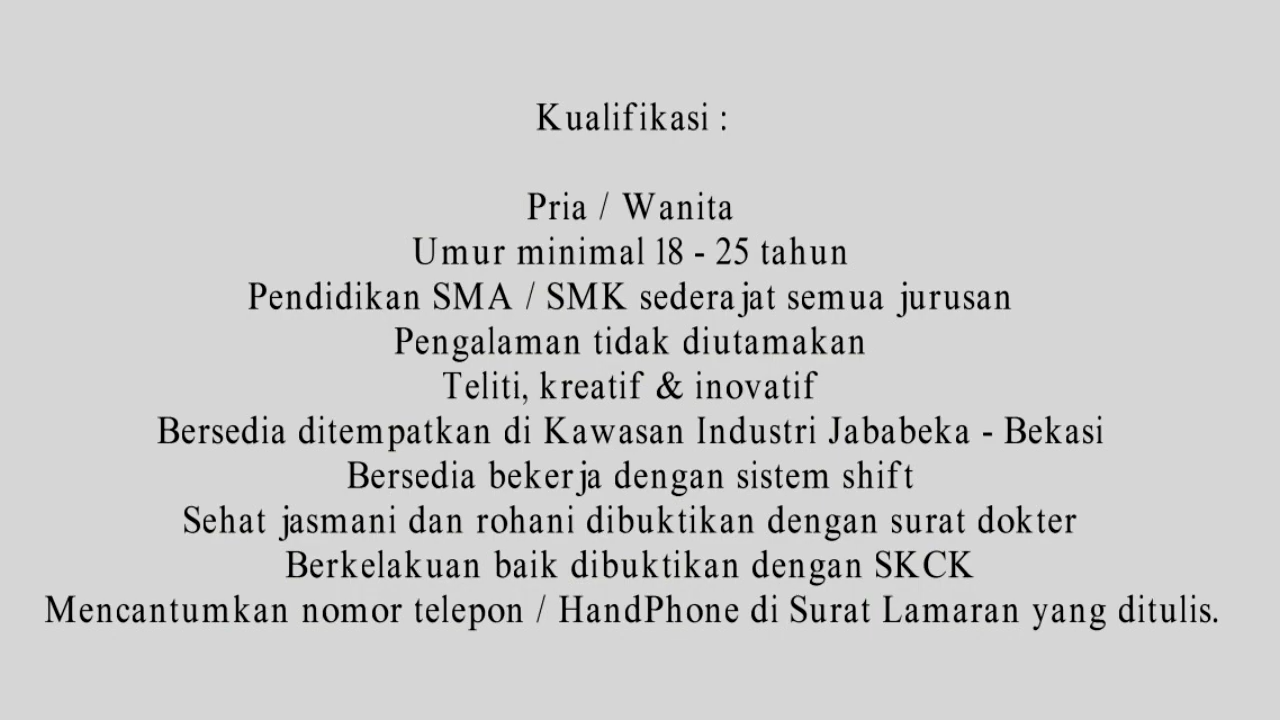 Kualifikasi :
Pria / Wanita
Umur minimal 18 - 25 tahun
Pendidikan SMA / SMK sederajat semua jurusan
Pengalaman tidak diutamakan
Teliti, kreatif & inovatif
Bersedia ditempatkan di Kawasan Industri Jababeka - Bekasi
Bersedia bekerja dengan sistem shift
Sehat jasmani dan rohani dibuktikan dengan surat dokter
Berkelakuan baik dibuktikan dengan SKCK
Mencantumkan nomor telepon / HandPhone di Surat Lamaran yang ditulis.